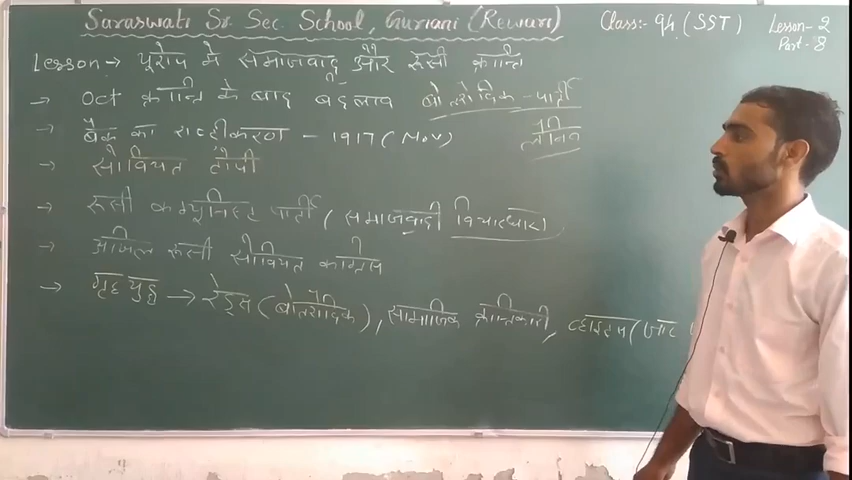 Saraswati Sr. Sec. School, Guriani (Rewari)
Class:- 9th (SST)
Lesson - 2
Part - 8
Lesson → यूरोप में समाजवाद और रूसी क्रान्ति
→ Oct क्रान्ति के बाद बदलाव बोल्शेविक - पार्टी
→ बैंक का राष्ट्रीकरण - 1917 (Nov) लेनिन
→ सोवियत टोपी
→ रूसी कम्युनिस्ट पार्टी (समाजवादी विचारधारा)
→ अखिल रूसी सोवियत कांग्रेस
→ गृह युद्ध → रेड्स (बोल्शेविक), सामाजिक क्रान्तिकारी, व्हाइटस (जार